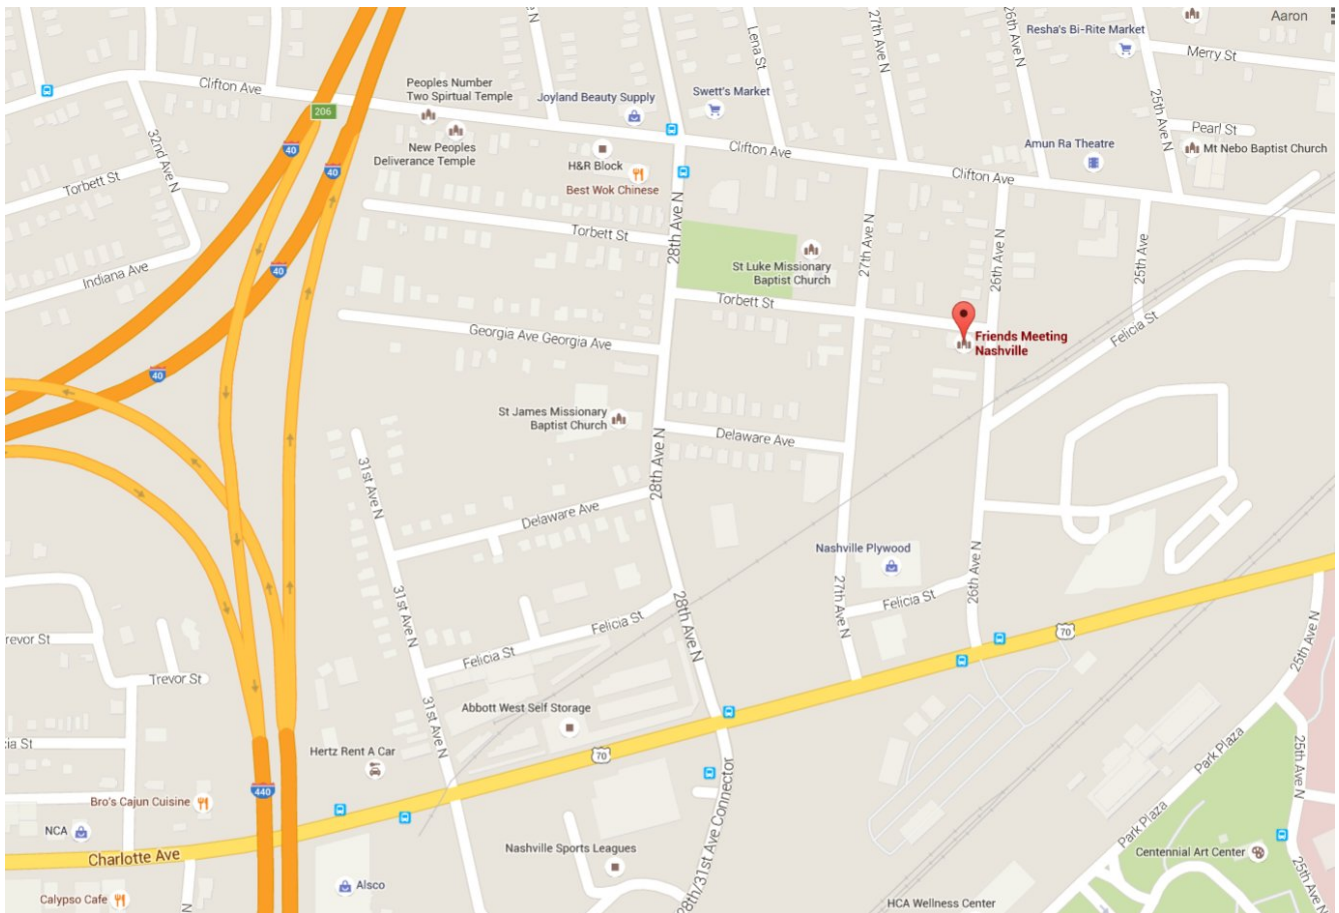 Aaron
Resha's Bi-Rite Market
Merry St
26th Ave N
27th Ave N
Lena St
28th Ave N
25th Ave N
Clifton Ave
206
Peoples Number
Two Spirtual Temple
Joyland Beauty Supply
Swett's Market
Pearl St
Mt Nebo Baptist Church
New Peoples
Deliverance Temple
40
40
H&R Block
Best Wok Chinese
Clifton Ave
Amun Ra Theatre
Clifton Ave
32nd Ave N
Torbett St
Indiana Ave
40
40
Torbett St
28th Ave N
St Luke Missionary
Baptist Church
27th Ave N
26th Ave N
25th Ave
Torbett St
Felicia St
Georgia Ave Georgia Ave
Friends Meeting
Nashville
St James Missionary
Baptist Church
28th Ave N
Delaware Ave
31st Ave N
Delaware Ave
Nashville Plywood
27th Ave N
26th Ave N
Felicia St
31st Ave N
Felicia St
28th Ave N
70
25th Ave N
revor St
Trevor St
31st Ave N
Abbott West Self Storage
Hertz Rent A Car
70
ia St
440
Bro's Cajun Cuisine
NCA
Charlotte Ave
28th/31st Ave Connector
Park Plaza
25th Ave N
Park Plaza
Nashville Sports Leagues
Centennial Art Center
25th Ave N
Alsco
Calypso Cafe
N
HCA Wellness Center